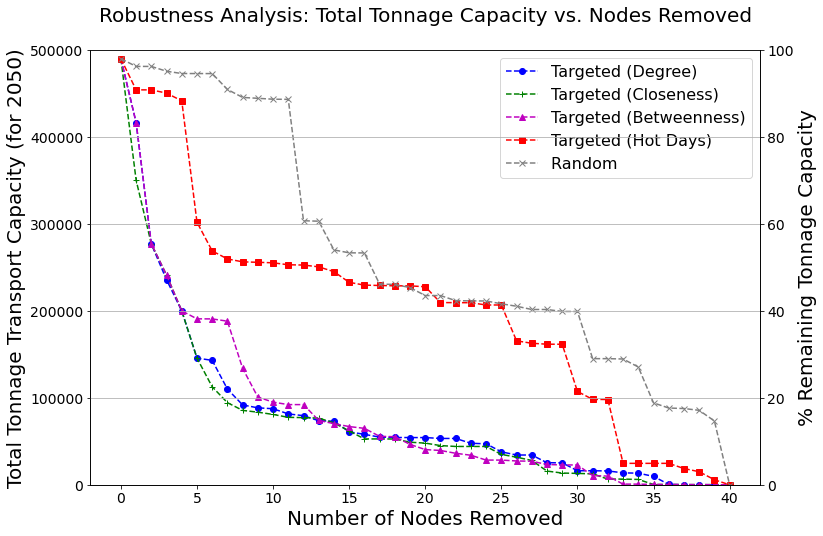 Robustness Analysis: Total Tonnage Capacity vs. Nodes Removed
Total Tonnage Transport Capacity (for 2050)
500000
400000
300000
200000
100000
0
Targeted (Degree)
Targeted (Closeness)
Targeted (Betweenness)
Targeted (Hot Days)
Random
100
80
60
40
20
0
% Remaining Tonnage Capacity
0 5 10 15 20 25 30 35 40
Number of Nodes Removed